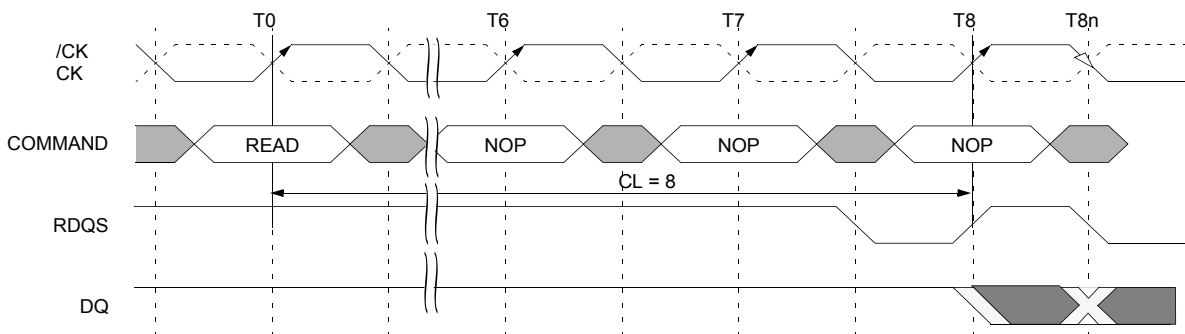 T0 T6 T7 T8 T8n
/CK
CK
COMMAND READ NOP NOP NOP
CL = 8
RDQS
DQ